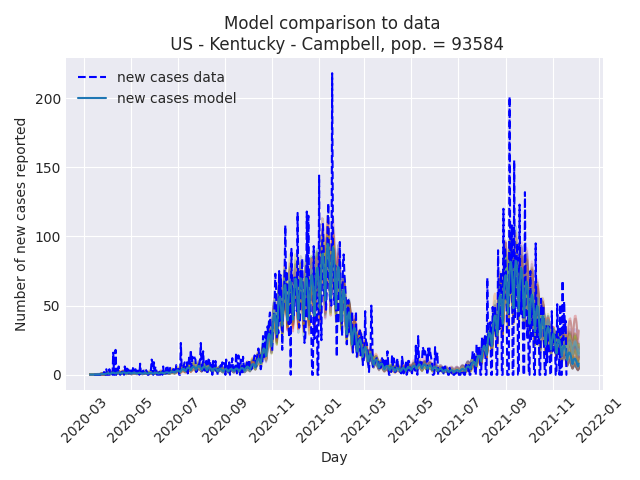 Model comparison to data
US - Kentucky - Campbell, pop. = 93584
new cases data
new cases model
Number of new cases reported
200
150
100
50
0
2020-03
2020-05
2020-07
2020-09
2020-11
2021-01
2021-03
2021-05
2021-07
2021-09
2021-11
2022-01
Day